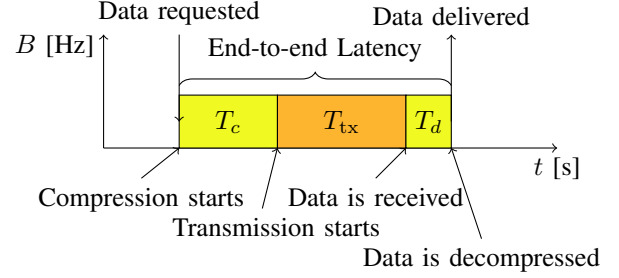 Data requested
Data delivered
B [Hz]
End-to-end Latency
T_c
T_tx
T_d
t [s]
Compression starts
Data is received
Transmission starts
Data is decompressed